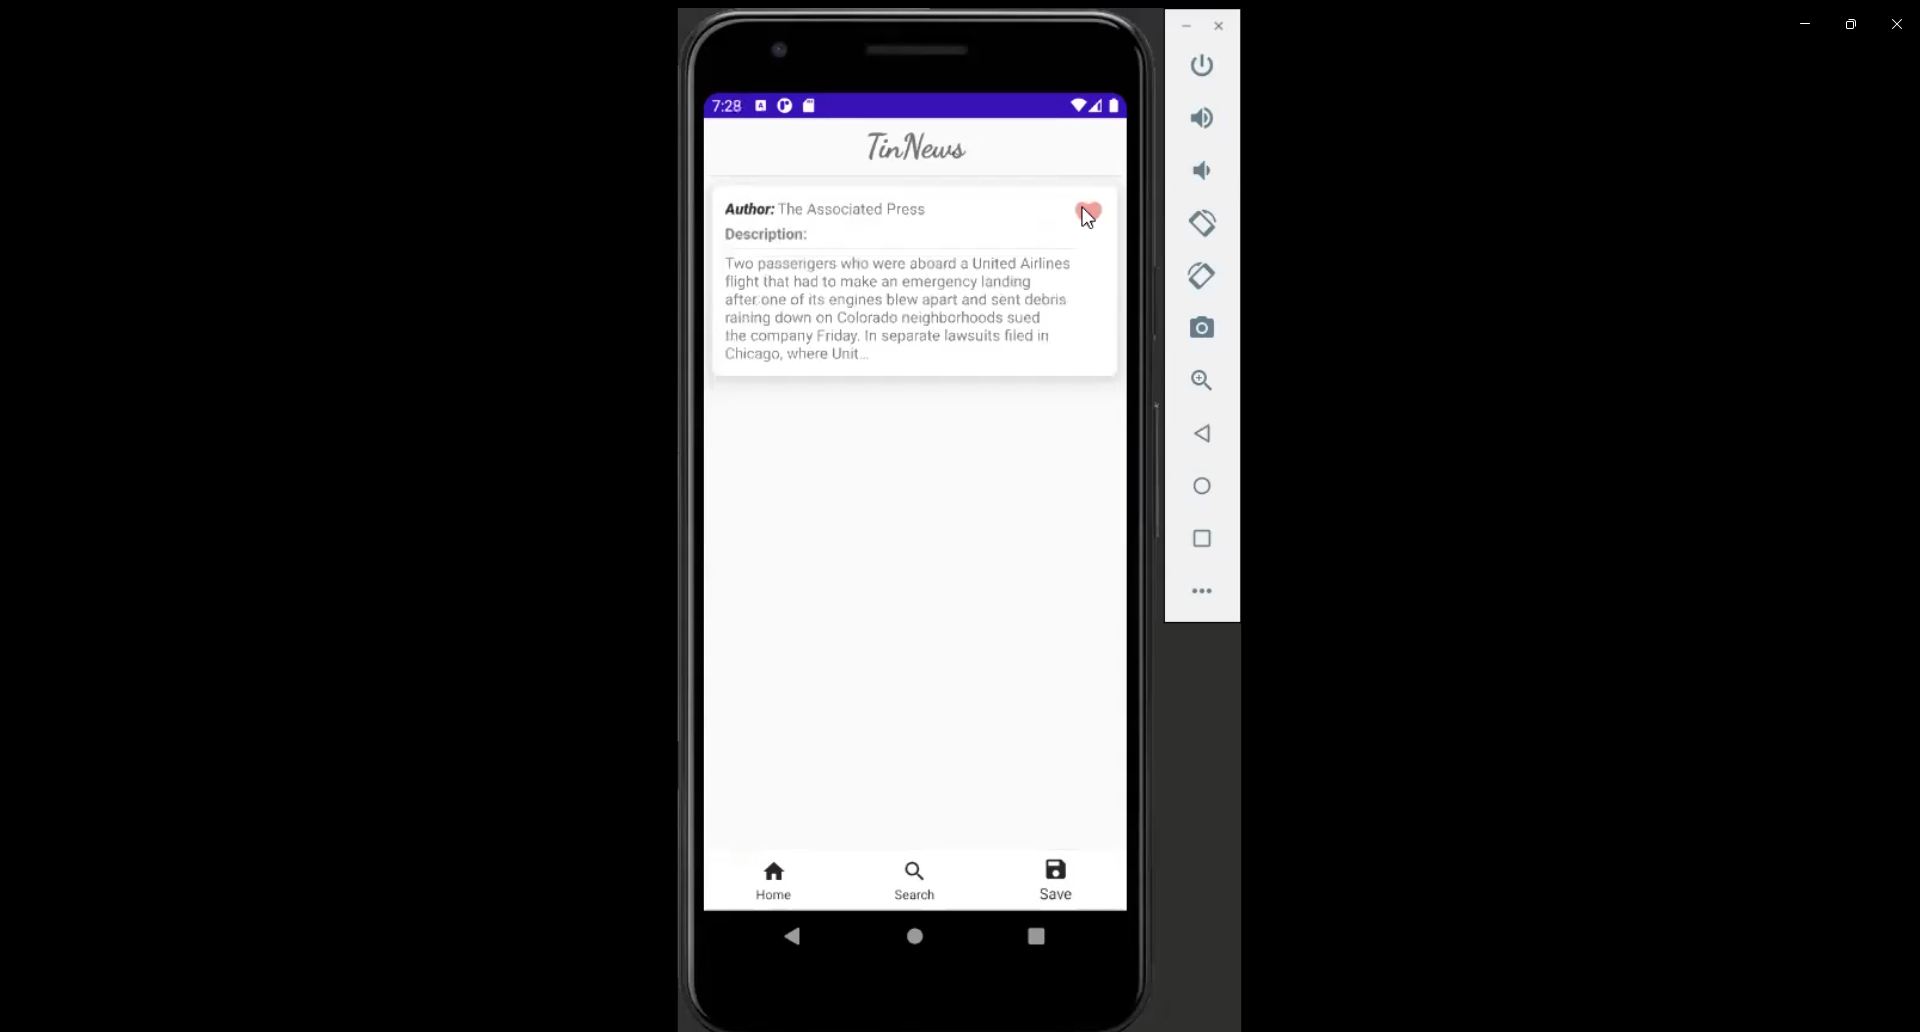 7:28
TinNews
Author: The Associated Press
Description:
Two passengers who were aboard a United Airlines
flight that had to make an emergency landing
after one of its engines blew apart and sent debris
raining down on Colorado neighborhoods sued
the company Friday. In separate lawsuits filed in
Chicago, where Unit...
Home
Search
Save